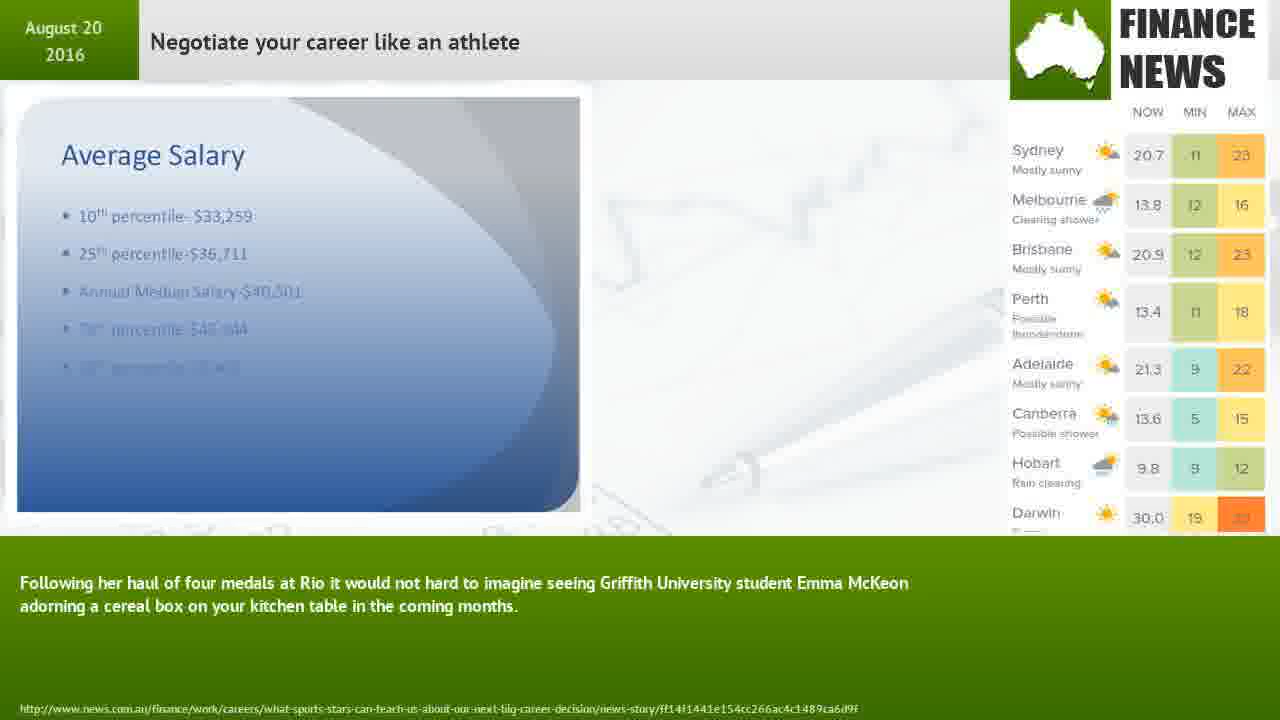 August 20
2016
Negotiate your career like an athlete
FINANCE
NEWS
Average Salary
10th percentile- $33,259
25th percentile-$36,711
Annual Median Salary-$40,501
NOW MIN MAX
Sydney 20.7 11 23
Mostly sunny
Melbourne 13.8 12 16
Clearing shower
Brisbane 20.9 12 23
Mostly sunny
Perth 13.4 11 18
Possible
thunderstorm
Adelaide 21.3 9 22
Mostly sunny
Canberra 13.6 5 15
Possible shower
Hobart 9.8 9 12
Rain clearing
Darwin 30.0 19
Following her haul of four medals at Rio it would not hard to imagine seeing Griffith University student Emma McKeon
adorning a cereal box on your kitchen table in the coming months.
http://www.news.com.au/finance/work/careers/what-sports-stars-can-teach-us-about-our-next-big-career-decision/news-story/ff14f1441e154cc266ac4c1489ca6d9f